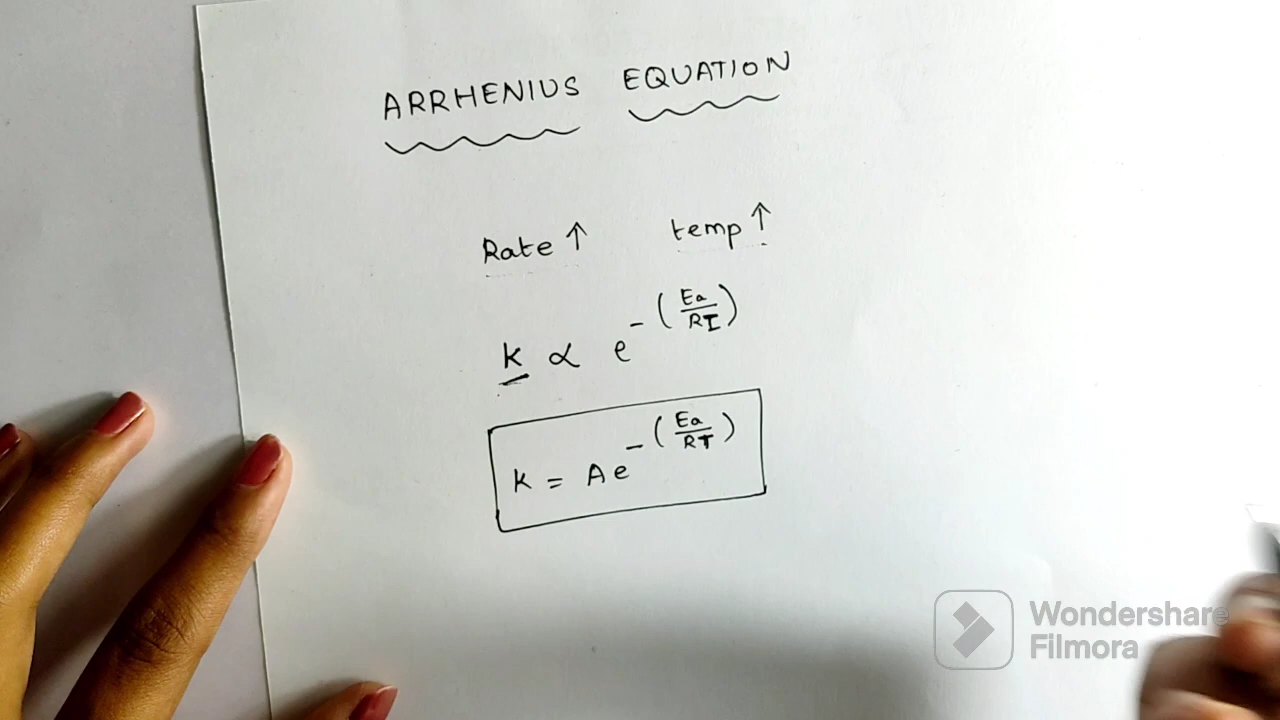 ARRHENIUS EQUATION
Rate ↑ temp ↑
k ∝ e^-(Ea/RT)
k = Ae^-(Ea/RT)
Wondershare
Filmora